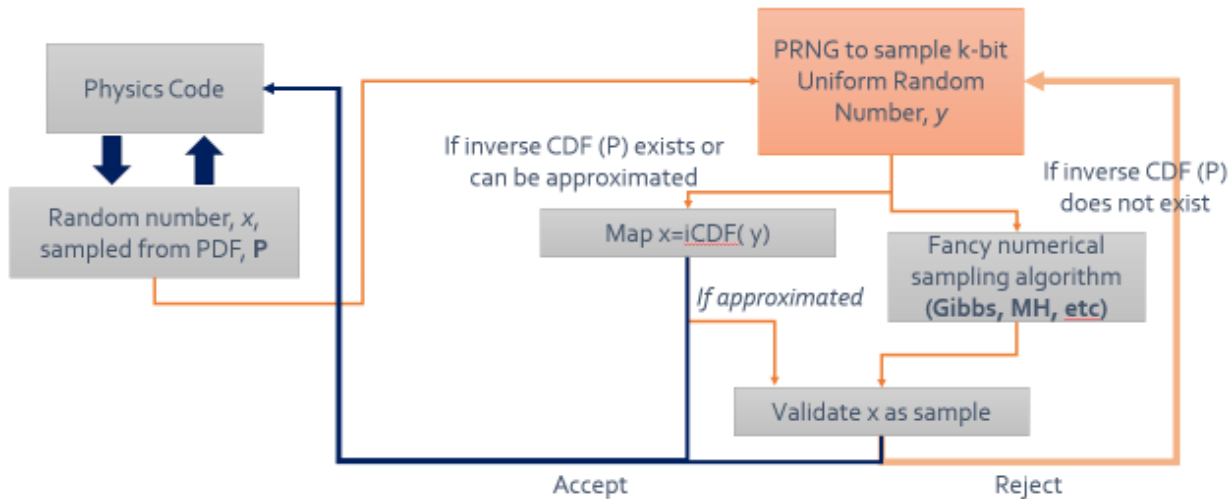 Physics Code
Random number, x,
sampled from PDF, P
PRNG to sample k-bit
Uniform Random
Number, y
If inverse CDF (P) exists or
can be approximated
If inverse CDF (P)
does not exist
Map x=iCDF( y)
Fancy numerical
sampling algorithm
(Gibbs, MH, etc)
If approximated
Validate x as sample
Accept
Reject